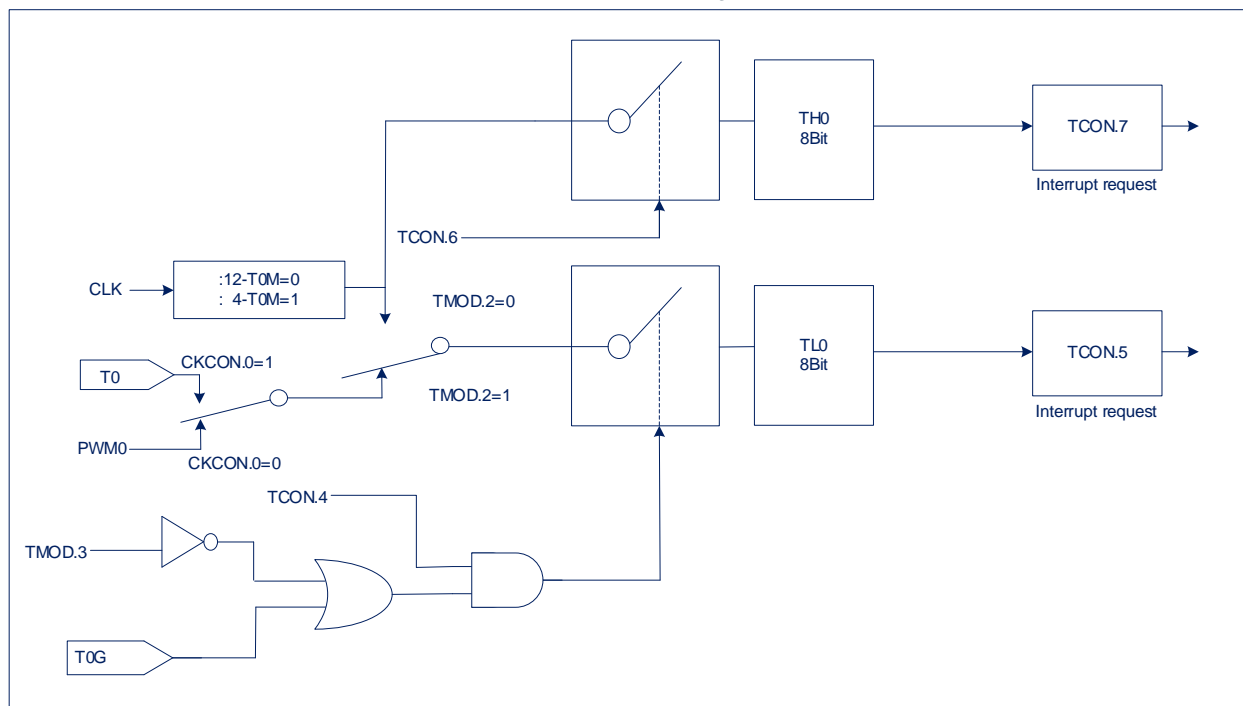 TH0
8Bit
TCON.7
Interrupt request
TCON.6
CLK
:12-T0M=0
: 4-T0M=1
TMOD.2=0
TL0
8Bit
TCON.5
Interrupt request
T0
CKCON.0=1
TMOD.2=1
PWM0
CKCON.0=0
TCON.4
TMOD.3
T0G